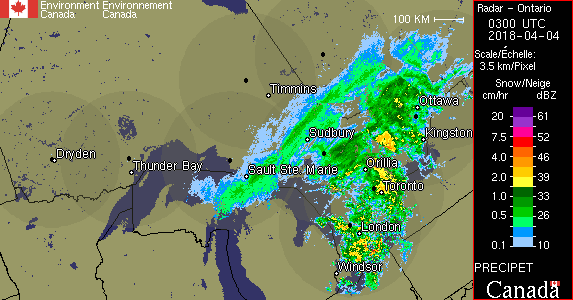 Environment Environnement
Canada Canada
100 KM
Timmins
Ottawa
Sudbury
Kingston
Dryden
Thunder Bay
Sault Ste. Marie
Orillia
Toronto
London
Windsor
Radar - Ontario
0300 UTC
2018-04-04
Scale/Échelle:
3.5 km/Pixel
Snow/Neige
cm/hr dBZ
20 61
7.5 52
4.0 46
2.0 39
1.0 33
0.5 26
0.1 10
PRECIPET
Canada